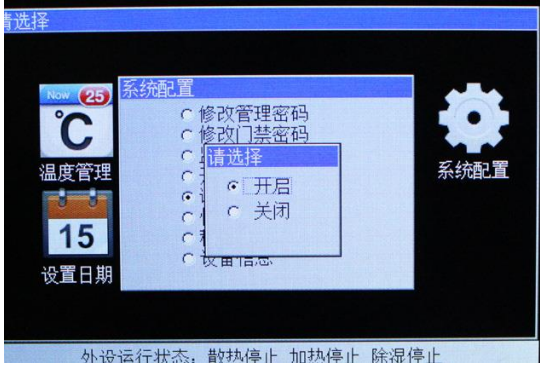 请选择
Now 25
℃
温度管理
15
设置日期
系统配置
修改管理密码
修改门禁密码
请选择
开启
关闭
设备信息
系统配置
外设运行状态: 散热停止 加热停止 除湿停止